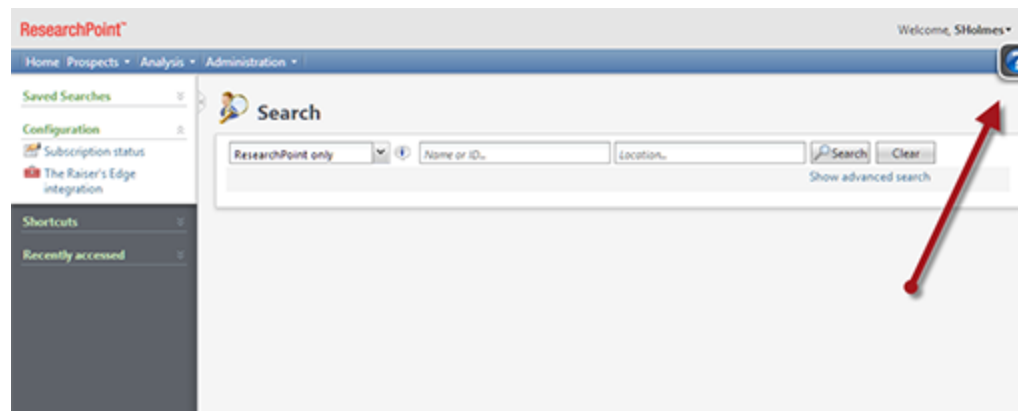 ResearchPoint™
Welcome, SHolmes
Home Prospects Analysis Administration
Saved Searches
Configuration
Subscription status
The Raiser's Edge
integration
Shortcuts
Recently accessed
Search
ResearchPoint only Name or ID... Location... Search Clear
Show advanced search